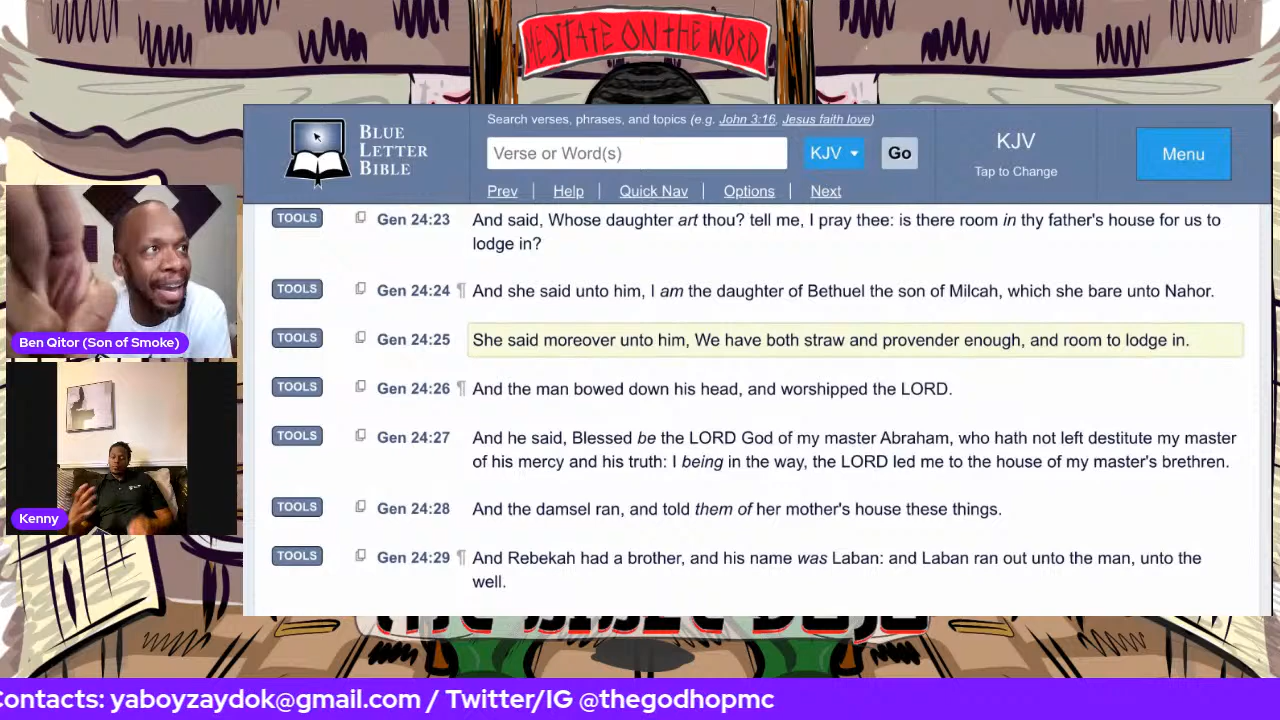 MEDITATE ON THE WORD
BLUE
LETTER
BIBLE
Search verses, phrases, and topics (e.g. John 3:16, Jesus faith love)
Verse or Word(s)
KJV
Go
Prev | Help | Quick Nav | Options | Next
KJV
Tap to Change
Menu
TOOLS Gen 24:23 And said, Whose daughter art thou? tell me, I pray thee: is there room in thy father's house for us to
lodge in?
TOOLS Gen 24:24 ¶ And she said unto him, I am the daughter of Bethuel the son of Milcah, which she bare unto Nahor.
TOOLS Gen 24:25 She said moreover unto him, We have both straw and provender enough, and room to lodge in.
TOOLS Gen 24:26 ¶ And the man bowed down his head, and worshipped the LORD.
TOOLS Gen 24:27 And he said, Blessed be the LORD God of my master Abraham, who hath not left destitute my master
of his mercy and his truth: I being in the way, the LORD led me to the house of my master's brethren.
TOOLS Gen 24:28 And the damsel ran, and told them of her mother's house these things.
TOOLS Gen 24:29 ¶ And Rebekah had a brother, and his name was Laban: and Laban ran out unto the man, unto the
well.
Ben Qitor (Son of Smoke)
Kenny
Contacts: yaboyzaydok@gmail.com / Twitter/IG @thegodhopmc